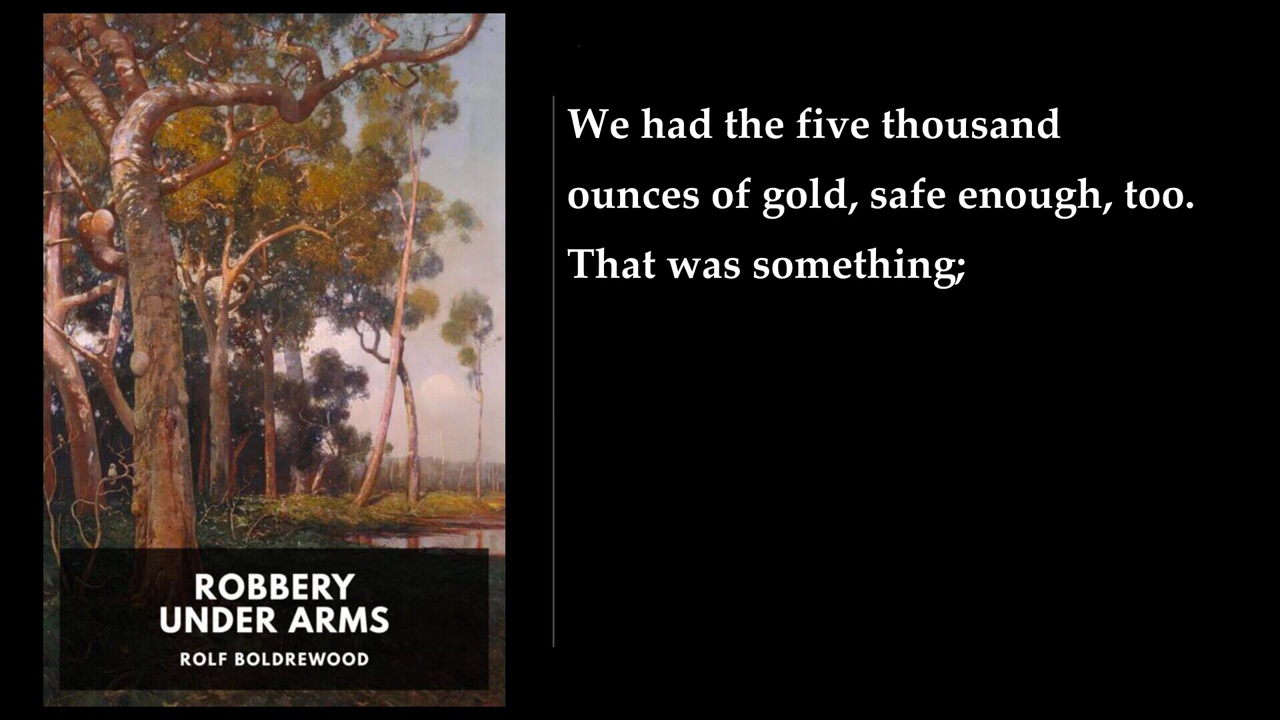 We had the five thousand
ounces of gold, safe enough, too.
That was something;
ROBBERY
UNDER ARMS
ROLF BOLDREWOOD